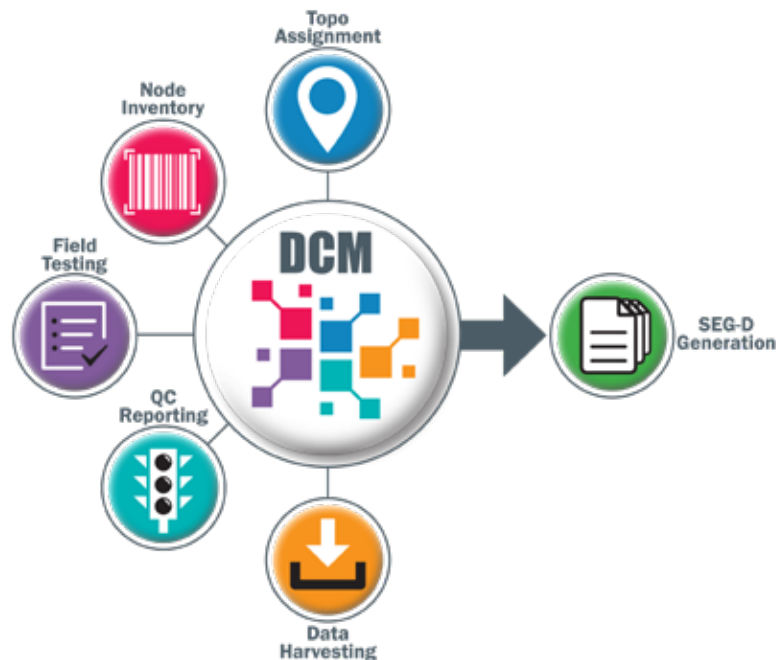 Topo
Assignment
Node
Inventory
Field
Testing
DCM
SEG-D
Generation
QC
Reporting
Data
Harvesting